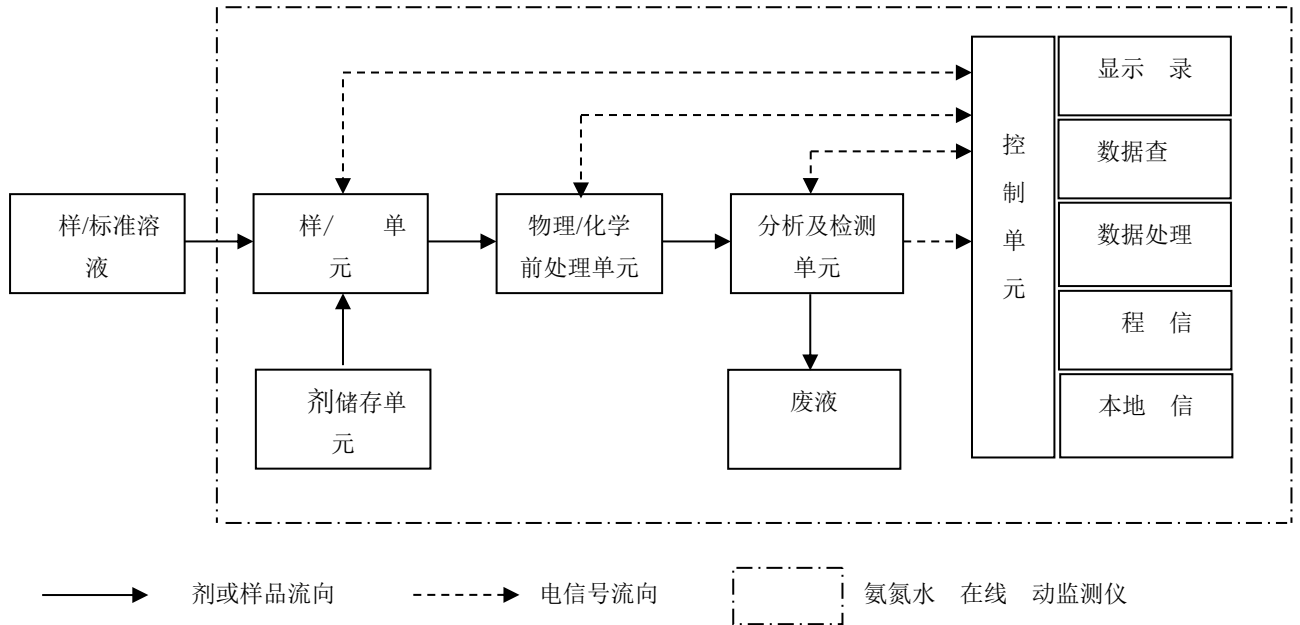 样/标准溶
液
样/ 单
元
物理/化学
前处理单元
分析及检测
单元
剂储存单
元
废液
控
制
单
元
显示 录
数据查
数据处理
程 信
本地 信
剂或样品流向
电信号流向
氨氮水 在线 动监测仪